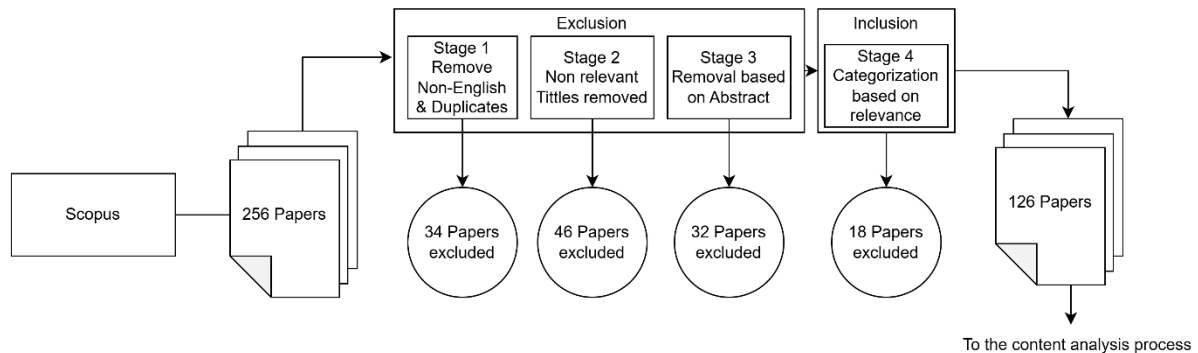 Exclusion
Inclusion
Stage 1
Remove
Non-English
& Duplicates
Stage 2
Non relevant
Tittles removed
Stage 3
Removal based
on Abstract
Stage 4
Categorization
based on
relevance
Scopus
256 Papers
34 Papers
excluded
46 Papers
excluded
32 Papers
excluded
18 Papers
excluded
126 Papers
To the content analysis process